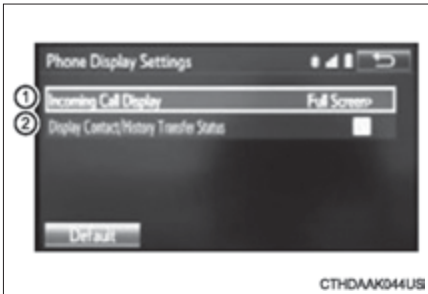 Phone Display Settings
① Incoming Call Display Full Screen>
② Display Contact/History Transfer Status
Default
CTHDAAK044US